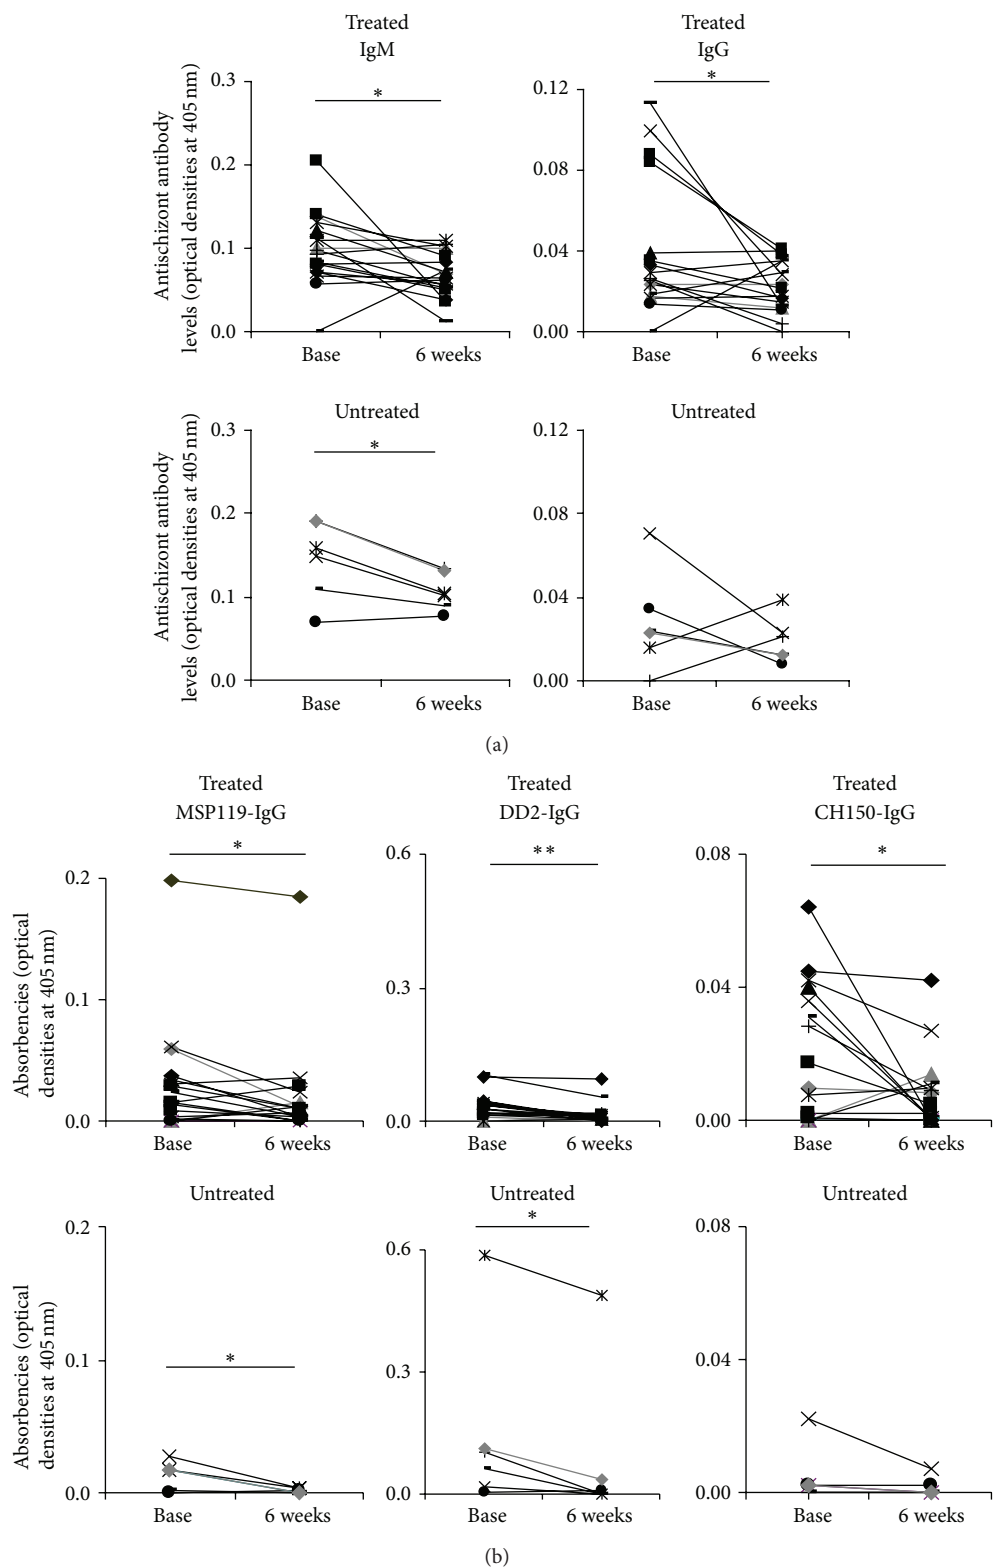 Treated
IgM
Treated
IgG
Antischizont antibody
levels (optical densities at 405 nm)
0.3
0.2
0.1
0.0
*
Base
6 weeks
0.12
0.08
0.04
0.00
*
Base
6 weeks
Untreated
Untreated
Antischizont antibody
levels (optical densities at 405 nm)
0.3
0.2
0.1
0.0
*
Base
6 weeks
0.12
0.08
0.04
0.00
Base
6 weeks
(a)
Treated
MSP119-IgG
Treated
DD2-IgG
Treated
CH150-IgG
Absorbencies (optical
densities at 405 nm)
0.2
0.1
0.0
*
Base
6 weeks
0.6
0.3
0.0
**
Base
6 weeks
0.08
0.04
0.00
*
Base
6 weeks
Untreated
Untreated
Untreated
Absorbencies (optical
densities at 405 nm)
0.2
0.1
0.0
*
Base
6 weeks
0.6
0.3
0.0
*
Base
6 weeks
0.08
0.04
0.00
Base
6 weeks
(b)